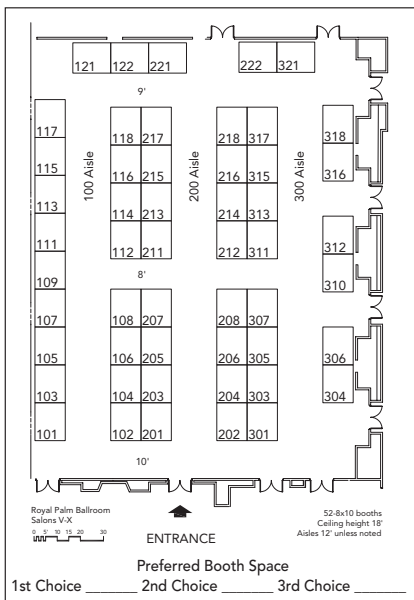 121 122 221 222 321
9'
117
118 217 218 317 318
115
116 215 216 315 316
100 Aisle 200 Aisle 300 Aisle
113
114 213 214 313
111
112 211 212 311 312
8'
109 310
107
108 207 208 307
105
106 205 206 305 306
103
104 203 204 303 304
101
102 201 202 301
10'
Royal Palm Ballroom
Salons V-X
0 5' 10 15 20 30
ENTRANCE
52-8x10 booths
Ceiling height 18'
Aisles 12' unless noted
Preferred Booth Space
1st Choice _______ 2nd Choice _______ 3rd Choice _______